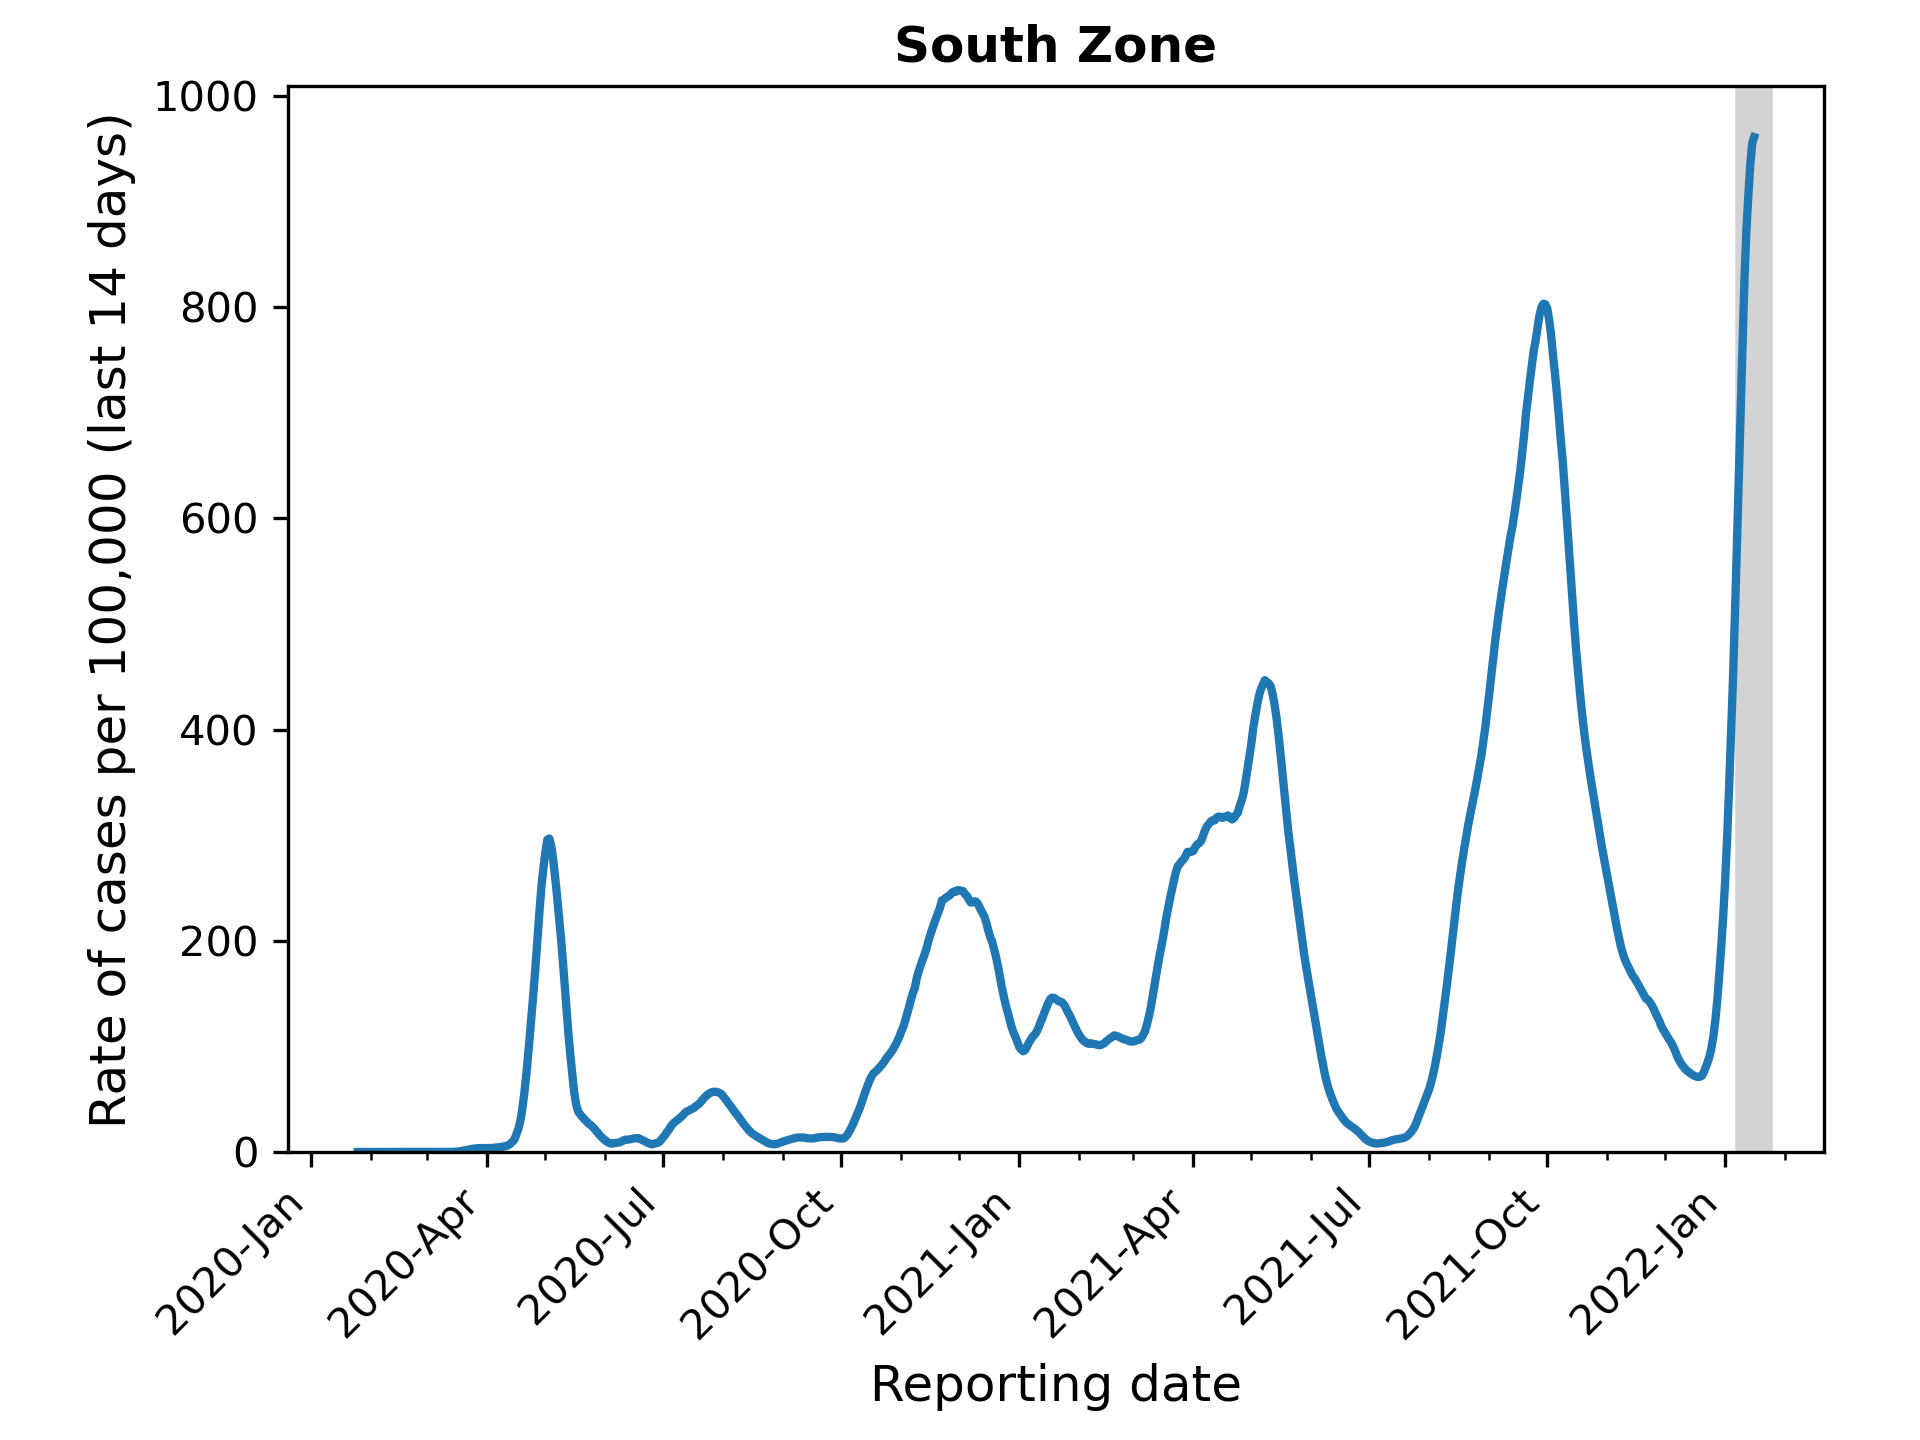 South Zone
Rate of cases per 100,000 (last 14 days)
1000
800
600
400
200
0
2020-Jan
2020-Apr
2020-Jul
2020-Oct
2021-Jan
2021-Apr
2021-Jul
2021-Oct
2022-Jan
Reporting date